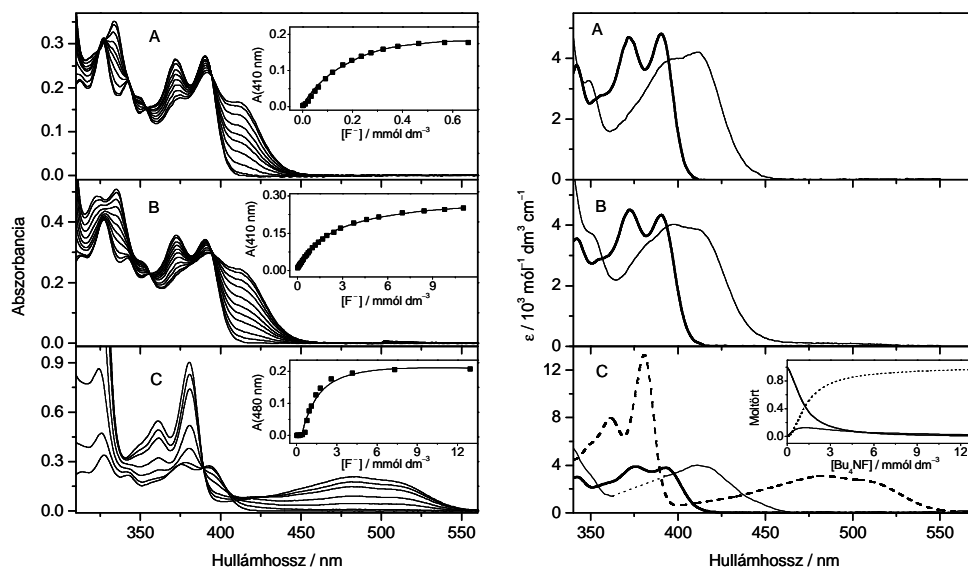 A
0.3
0.2
0.1
0.0
A(410 nm)
0.2
0.1
0.0
0.0 0.2 0.4 0.6
[F⁻] / mmól dm⁻³
B
0.4
0.2
0.0
A(410 nm)
0.30
0.15
0.00
0 3 6 9
[F⁻] / mmól dm⁻³
C
0.9
0.6
0.3
0.0
A(480 nm)
0.2
0.1
0.0
0 3 6 9 12
[F⁻] / mmól dm⁻³
350 400 450 500 550
Hullámhossz / nm
Abszorbancia
A
4
2
0
B
4
2
0
C
12
8
4
0
Moltört
0.8
0.4
0.0
0 3 6 9 12
[Bu₄NF] / mmól dm⁻³
350 400 450 500 550
Hullámhossz / nm
ε / 10³ mól⁻¹ dm³ cm⁻¹